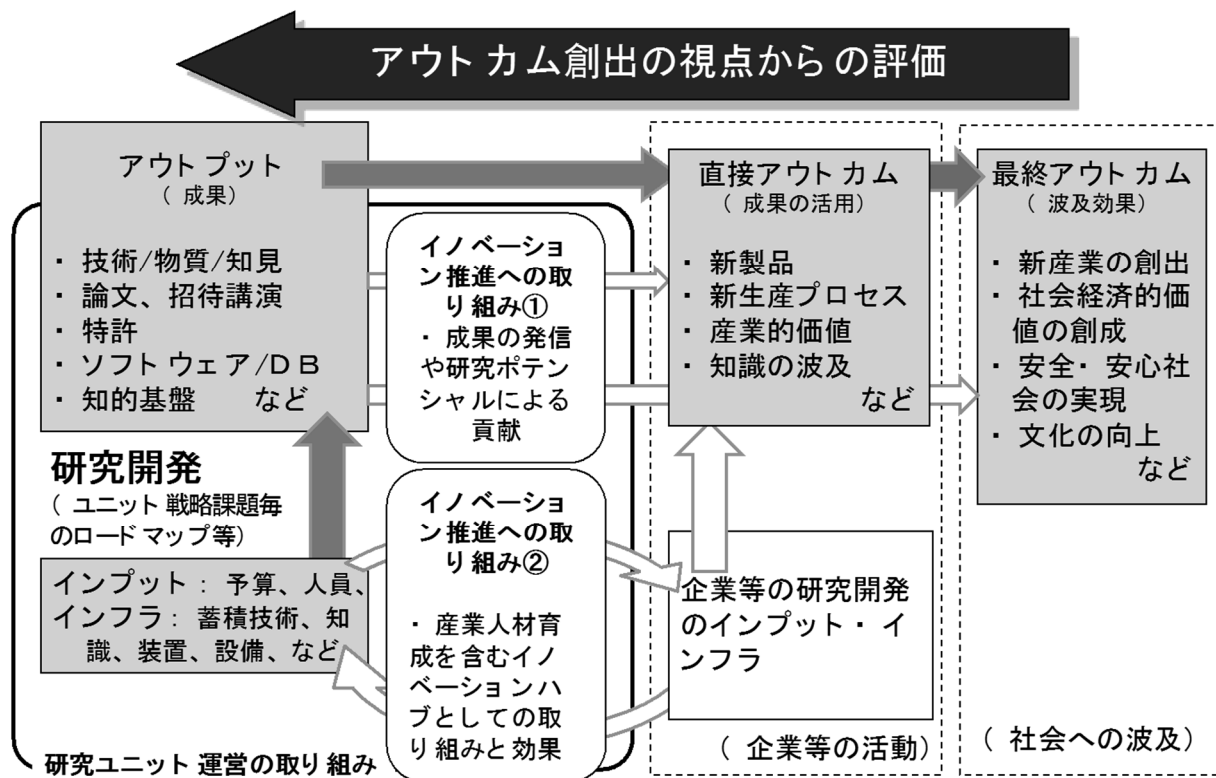 アウトカム創出の視点からの評価
アウトプット
（成果）
・技術/物質/知見
・論文、招待講演
・特許
・ソフトウェア/ＤＢ
・知的基盤　など
研究開発
（ユニット戦略課題毎
のロードマップ等）
インプット：予算、人員、
インフラ：蓄積技術、知
識、装置、設備、など
研究ユニット運営の取り組み
イノベーショ
ン推進への取
り組み①
・成果の発信
や研究ポテン
シャルによる
貢献
イノベーショ
ン推進への取
り組み②
・産業人材育
成を含むイノ
ベーションハ
ブとしての取
り組みと効果
直接アウトカム
（成果の活用）
・新製品
・新生産プロセス
・産業的価値
・知識の波及
など
企業等の研究開発
のインプット・イ
ンフラ
（企業等の活動）
最終アウトカム
（波及効果）
・新産業の創出
・社会経済的価
値の創成
・安全・安心社
会の実現
・文化の向上
など
（社会への波及）